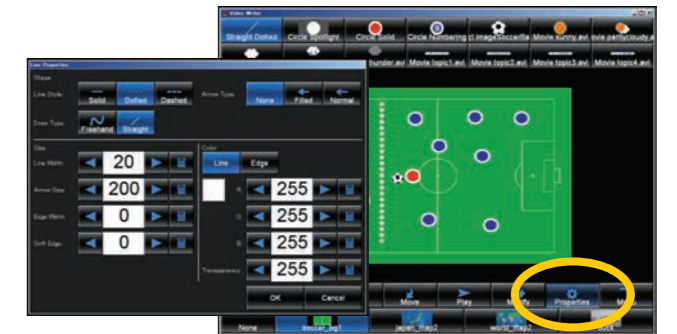 Video Writer
Straight Dotted Circle Spotlight Circle Solid Circle Numbering
Movie sunny.avi
hunder.avi Movie topic1.avi Movie topic2.avi Movie topic3.avi Movie topic4.avi
Line Properties
Shape
Line Style: Solid Dotted Dashed Arrow Type: None Filled Normal
Draw Type: Freehand Straight
Size Color
Line Width: 20 Line Edge
Arrow Size: 200 R: 255
Edge Width: 0 G: 255
Soft Edge: 0 B: 255
Transparency: 255
OK Cancel
Move Play Properties
None soccer_bg1 japan_map2 world_map2